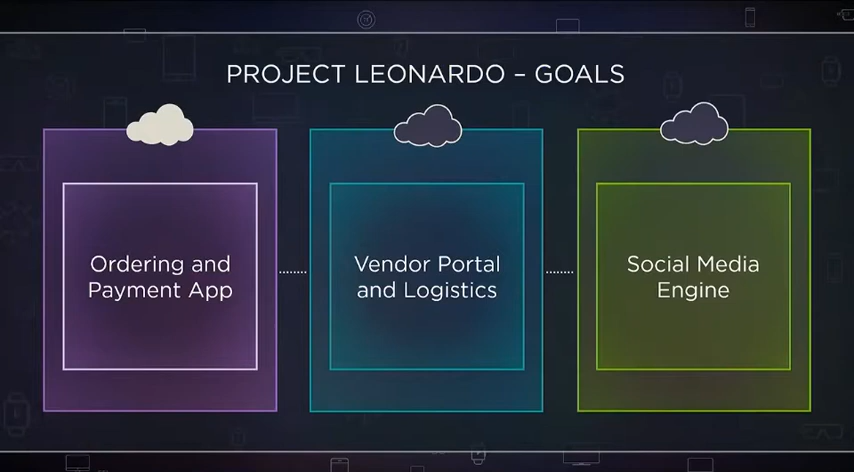 PROJECT LEONARDO – GOALS
Ordering and
Payment App
Vendor Portal
and Logistics
Social Media
Engine